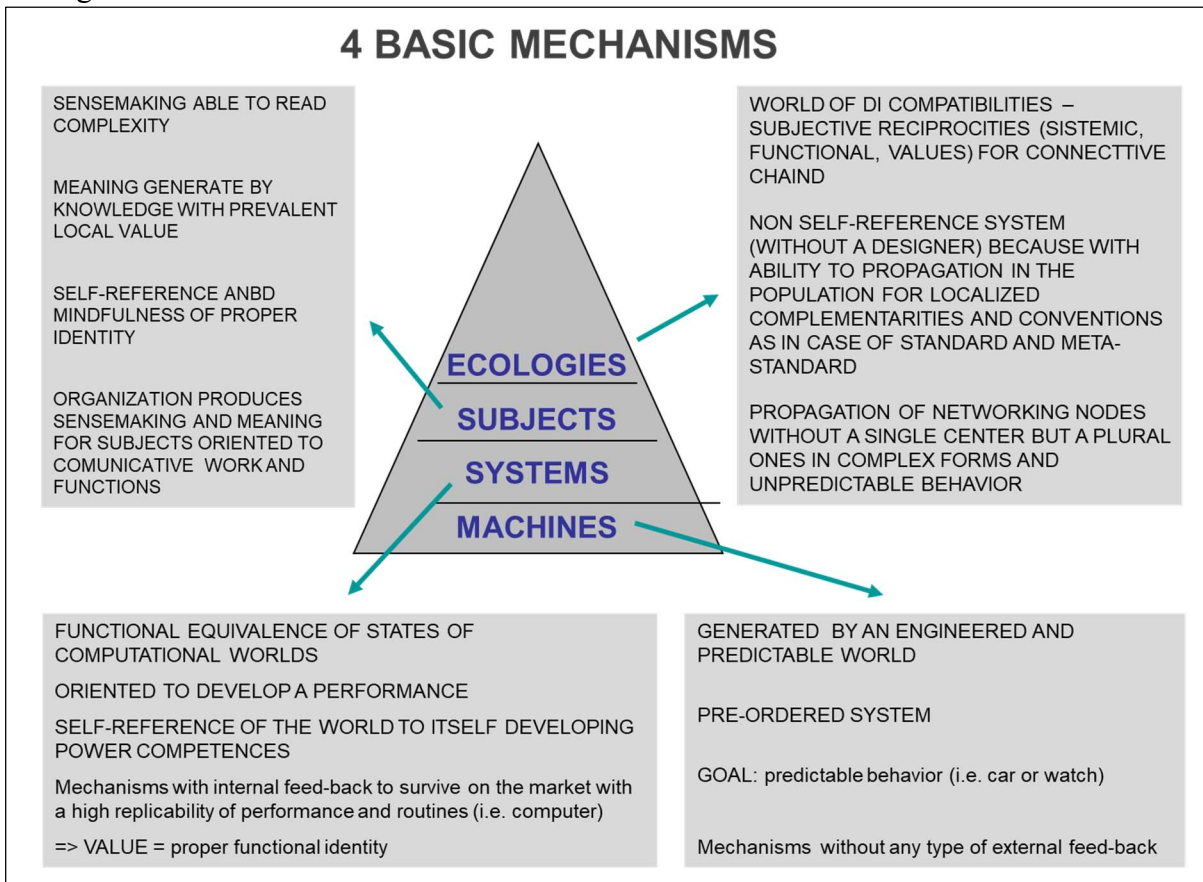 4 BASIC MECHANISMS
SENSEMAKING ABLE TO READ
COMPLEXITY
MEANING GENERATE BY
KNOWLEDGE WITH PREVALENT
LOCAL VALUE
SELF-REFERENCE ANBD
MINDFULNESS OF PROPER
IDENTITY
ORGANIZATION PRODUCES
SENSEMAKING AND MEANING
FOR SUBJECTS ORIENTED TO
COMUNICATIVE WORK AND
FUNCTIONS
WORLD OF DI COMPATIBILITIES –
SUBJECTIVE RECIPROCITIES (SISTEMIC,
FUNCTIONAL, VALUES) FOR CONNECTTIVE
CHAIND
NON SELF-REFERENCE SYSTEM
(WITHOUT A DESIGNER) BECAUSE WITH
ABILITY TO PROPAGATION IN THE
POPULATION FOR LOCALIZED
COMPLEMENTARITIES AND CONVENTIONS
AS IN CASE OF STANDARD AND META-
STANDARD
PROPAGATION OF NETWORKING NODES
WITHOUT A SINGLE CENTER BUT A PLURAL
ONES IN COMPLEX FORMS AND
UNPREDICTABLE BEHAVIOR
ECOLOGIES
SUBJECTS
SYSTEMS
MACHINES
FUNCTIONAL EQUIVALENCE OF STATES OF
COMPUTATIONAL WORLDS
ORIENTED TO DEVELOP A PERFORMANCE
SELF-REFERENCE OF THE WORLD TO ITSELF DEVELOPING
POWER COMPETENCES
Mechanisms with internal feed-back to survive on the market with
a high replicability of performance and routines (i.e. computer)
=> VALUE = proper functional identity
GENERATED BY AN ENGINEERED AND
PREDICTABLE WORLD
PRE-ORDERED SYSTEM
GOAL: predictable behavior (i.e. car or watch)
Mechanisms without any type of external feed-back